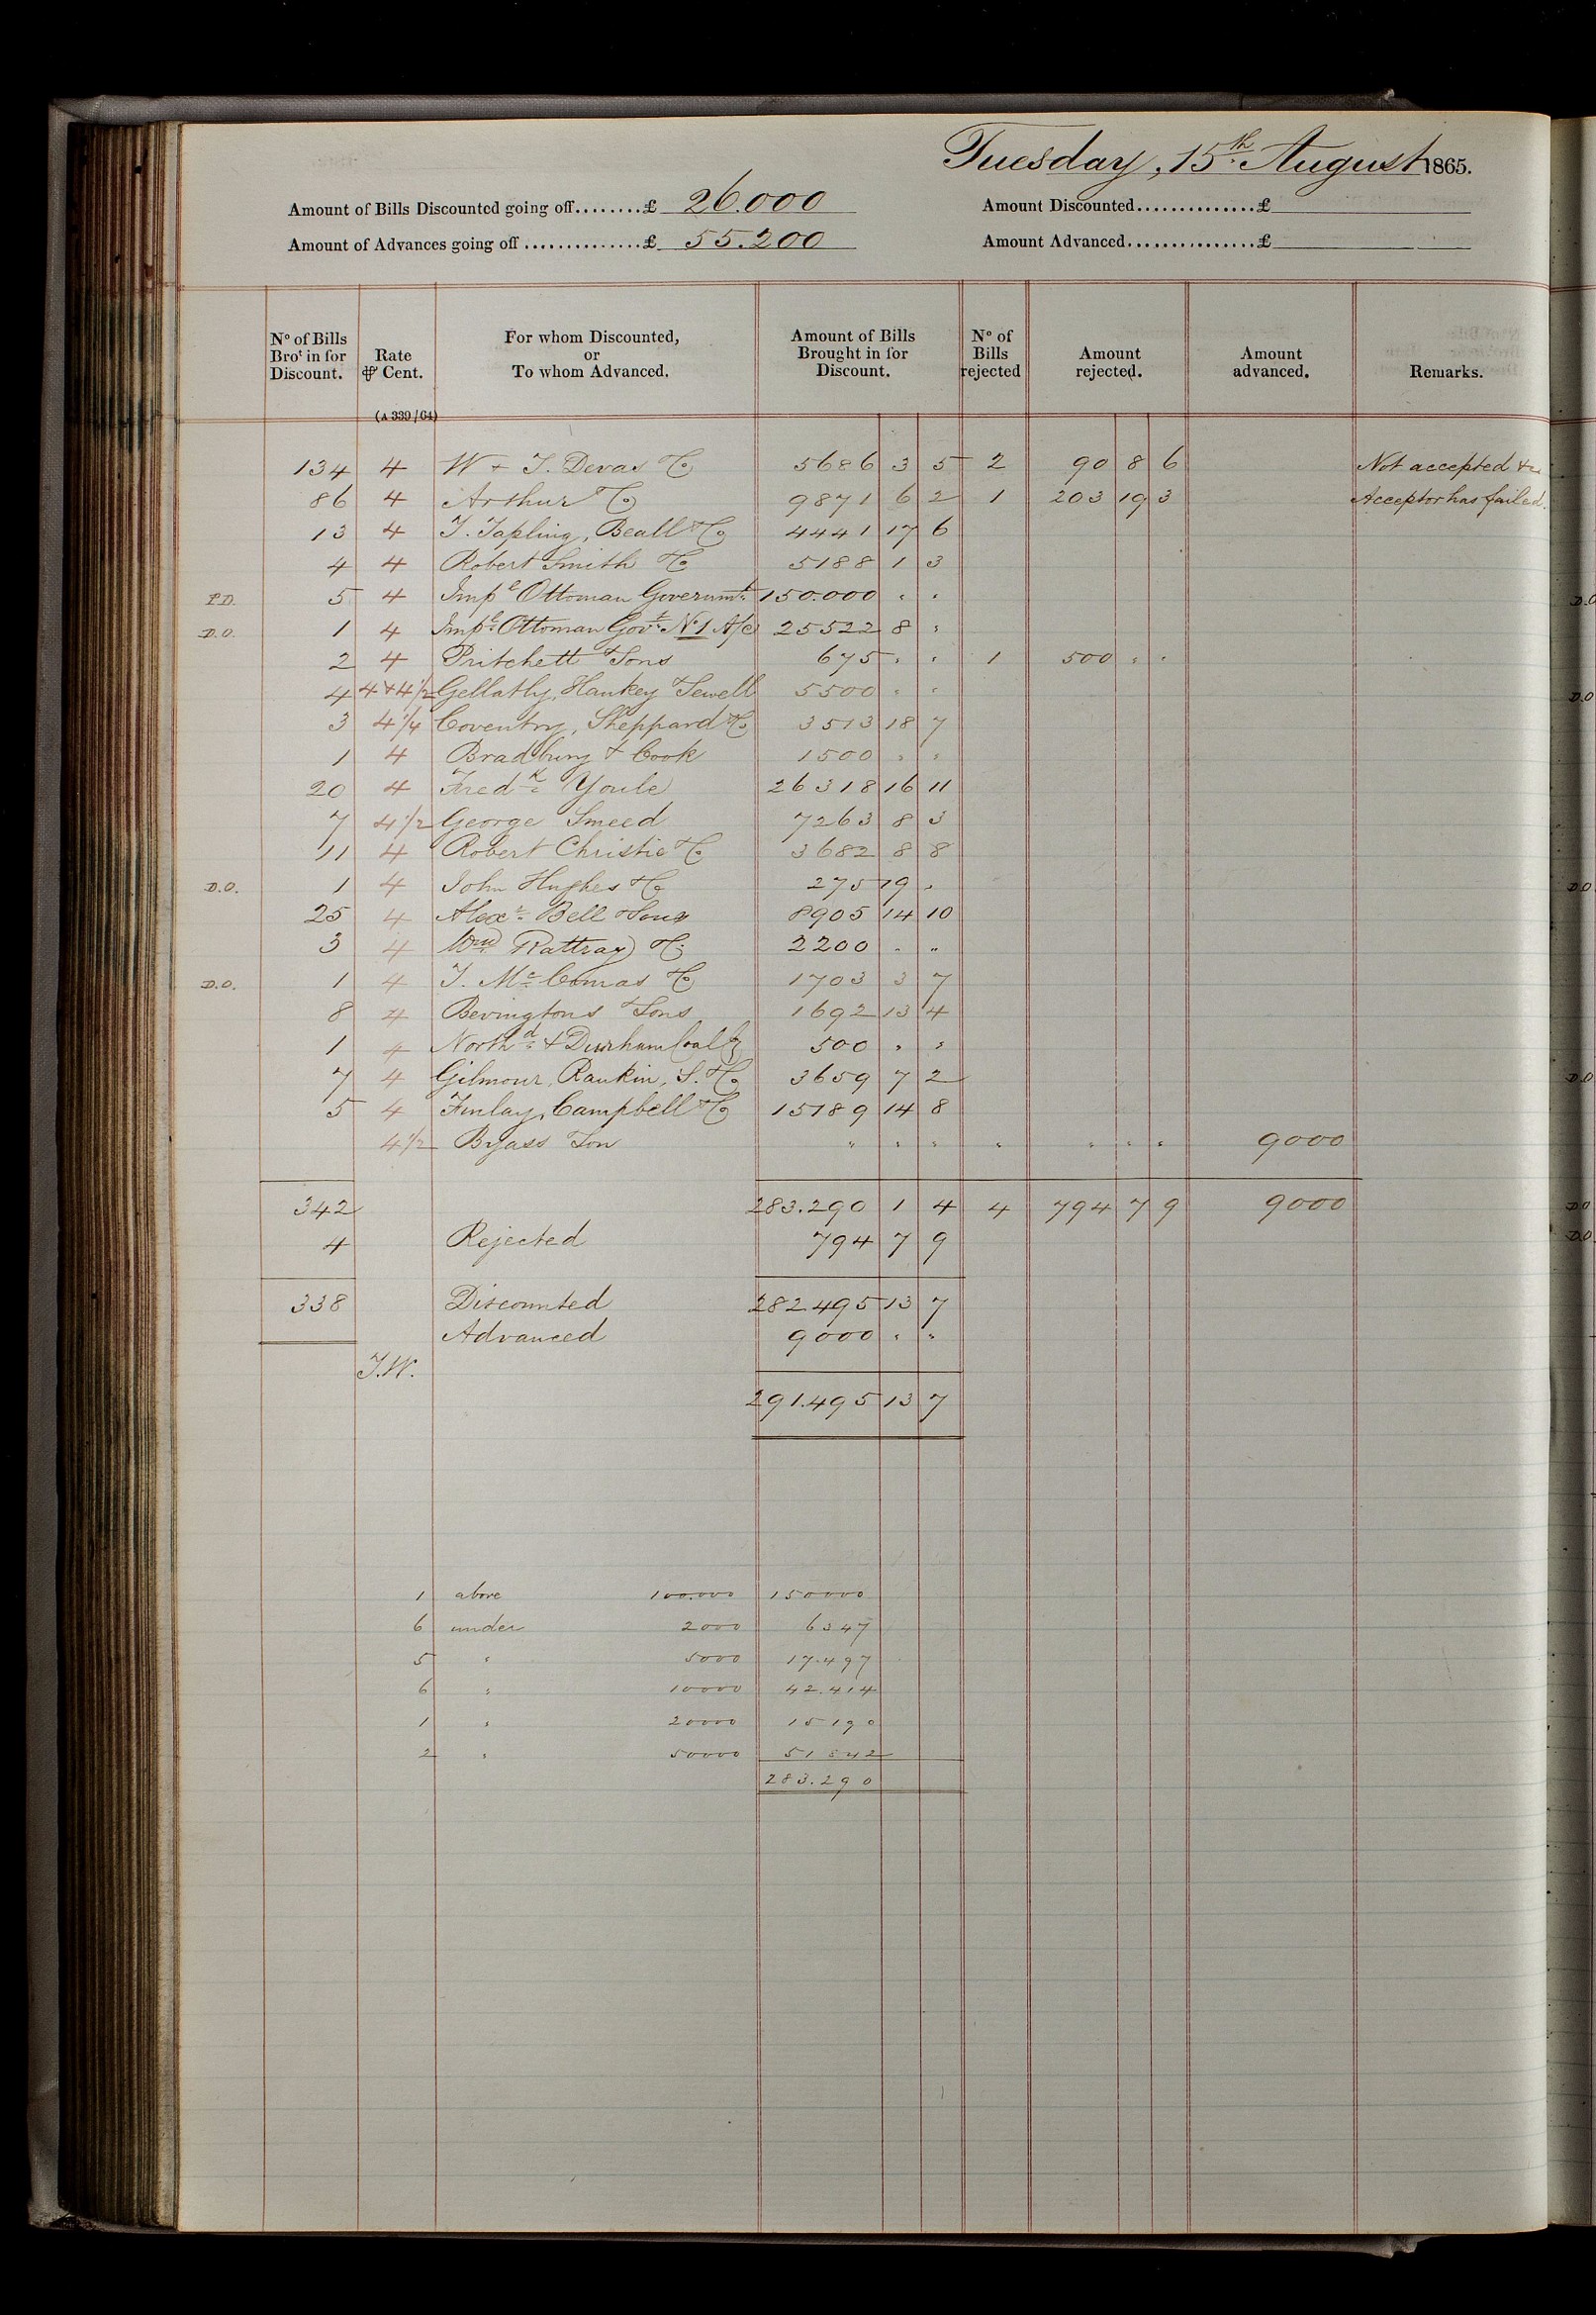 Tuesday, 15th August 1865.
Amount of Bills Discounted going off........£ 26.000 Amount Discounted..............£
Amount of Advances going off..............£ 55.200 Amount Advanced...............£
No of Bills Brot in for Discount. Rate ⅌ Cent. For whom Discounted, or To whom Advanced. Amount of Bills Brought in for Discount. No of Bills rejected Amount rejected. Amount advanced. Remarks.
(A 339/64)
134 4 W & T. Devas & Co 5686 3 5 2 90 8 6 Not accepted &c
86 4 Arthur & Co 9871 6 2 1 203 19 3 Acceptor has failed.
13 4 T. Tapling, Beall & Co 4441 17 6
4 4 Robert Smith & Co 5188 1 3
P.D. 5 4 Impl Ottoman Governmt 150.000 " "
D.O. 1 4 Impl Ottoman Govt No 1 A/c 25522 8 "
2 4 Pritchett & Sons 675 " " 1 500 " "
4 4 & 4 1/2 Gellatly, Hankey & Sewell 5500 " "
3 4 1/4 Coventry, Sheppard & Co 3513 18 7
1 4 Bradbury & Cook 1500 " "
20 4 Fredk Youle 26318 16 11
7 4 1/2 George Smeed 7263 8 3
11 4 Robert Christie & Co 3682 8 8
D.O. 1 4 John Hughes & Co 275 19 "
25 4 Alexr Bell & Sons 8905 14 10
3 4 Wm Rattray & Co 2200 " "
D.O. 1 4 J. McComas & Co 1703 3 7
8 4 Bevingtons & Sons 1692 13 4
1 4 Northd & Durham Coal Co 500 " "
7 4 Gilmour, Rankin, S. & Co 3659 7 2
5 4 Finlay, Campbell & Co 15189 14 8
4 1/2 Byass & Son " " " " " " " 9000
342 283.290 1 4 4 794 7 9 9000
4 Rejected 794 7 9
338 Discounted 282.495 13 7
Advanced 9000 " "
J.W.
291.495 13 7
1 above 100.000 150000
6 under 2000 6347
5 " 5000 17.497
6 " 10000 42.414
1 " 20000 15190
2 " 50000 51842
283.290